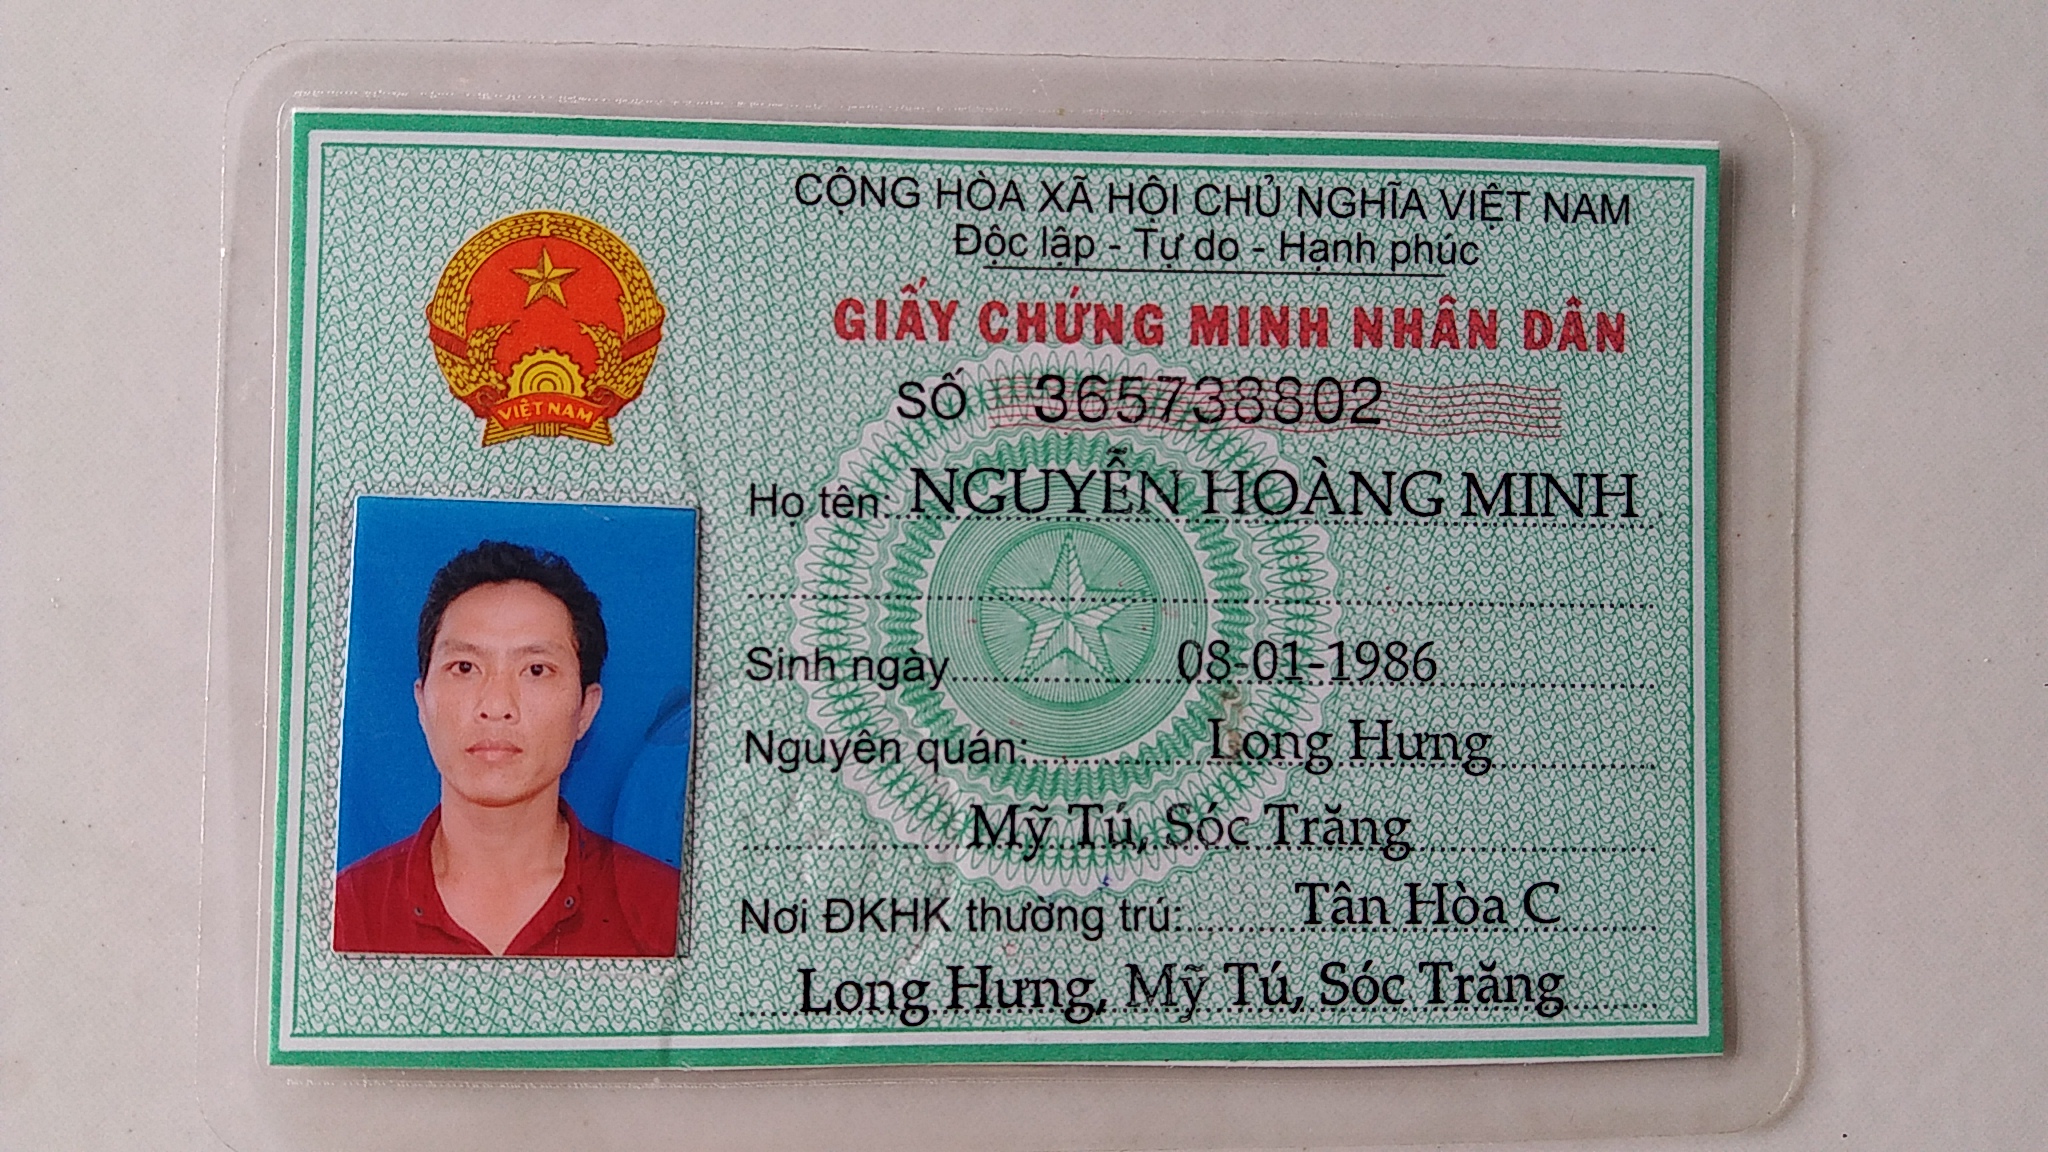 CÔNG HÒA XÃ HÔI CHỦ NGHĨA VIỆT NAM
Độc lập - Tự do - Hạnh phúc
GIẤY CHỨNG MINH NHÂN DÂN
SỐ 365738802
VIỆT NAM
Họ tên: NGUYỄN HOÀNG MINH
Sinh ngày 08-01-1986
Nguyên quán: Long Hưng
Mỹ Tú, Sóc Trăng
Nơi ĐKHK thường trú: Tân Hòa C
Long Hưng, Mỹ Tú, Sóc Trăng